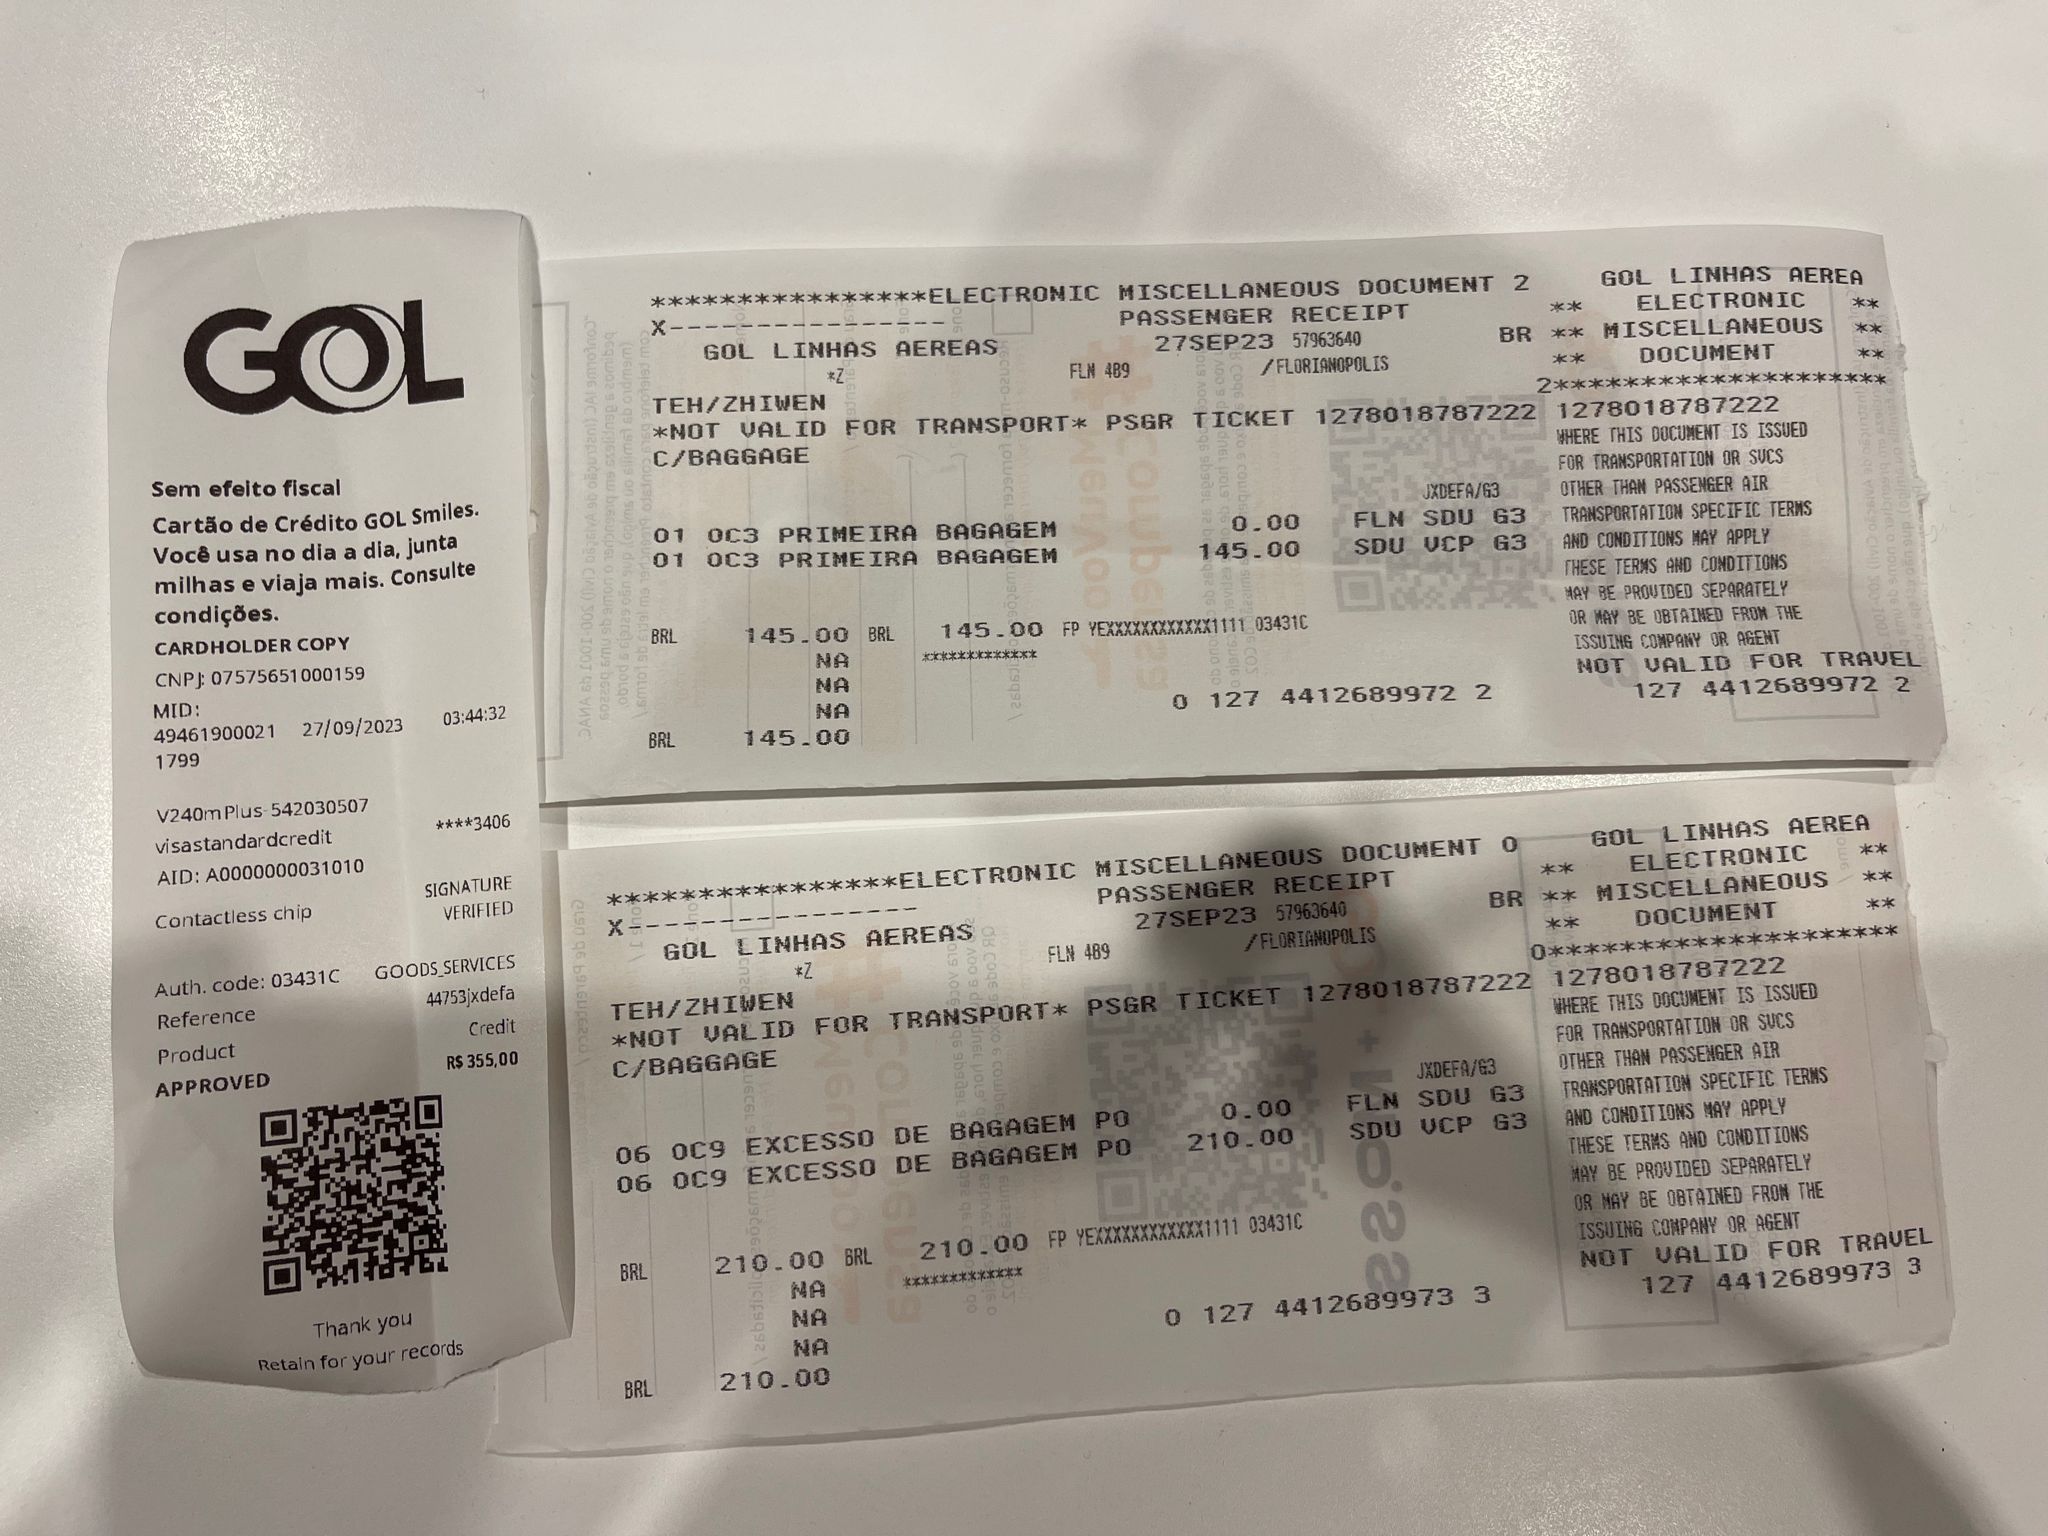 GOL
Sem efeito fiscal
Cartão de Crédito GOL Smiles.
Você usa no dia a dia, junta
milhas e viaja mais. Consulte
condições.
CARDHOLDER COPY
CNPJ: 07575651000159
MID:
49461900021 27/09/2023 03:44:32
1799
V240m Plus-542030507
visastandardcredit ****3406
AID: A0000000031010
Contactless chip SIGNATURE
VERIFIED
Auth. code: 03431C GOODS_SERVICES
Reference 44753jxdefa
Product Credit
APPROVED R$ 355,00
Thank you
Retain for your records
****************ELECTRONIC MISCELLANEOUS DOCUMENT 2
X---------------- PASSENGER RECEIPT
GOL LINHAS AEREAS 27SEP23 57963640 BR
*Z FLN 4B9 /FLORIANOPOLIS
TEH/ZHIWEN
*NOT VALID FOR TRANSPORT* PSGR TICKET 1278018787222
C/BAGGAGE
JXDEFA/G3
01 0C3 PRIMEIRA BAGAGEM 0.00 FLN SDU G3
01 0C3 PRIMEIRA BAGAGEM 145.00 SDU VCP G3
BRL 145.00 BRL 145.00 FP YEXXXXXXXXXXXX1111 03431C
NA *************
NA
NA 0 127 4412689972 2
BRL 145.00
GOL LINHAS AEREA
** ELECTRONIC **
** MISCELLANEOUS **
** DOCUMENT **
2********************
1278018787222
WHERE THIS DOCUMENT IS ISSUED
FOR TRANSPORTATION OR SVCS
OTHER THAN PASSENGER AIR
TRANSPORTATION SPECIFIC TERMS
AND CONDITIONS MAY APPLY
THESE TERMS AND CONDITIONS
MAY BE PROVIDED SEPARATELY
OR MAY BE OBTAINED FROM THE
ISSUING COMPANY OR AGENT
NOT VALID FOR TRAVEL
127 4412689972 2
*****************ELECTRONIC MISCELLANEOUS DOCUMENT 0
X---------------- PASSENGER RECEIPT
GOL LINHAS AEREAS 27SEP23 57963640 BR
*Z FLN 4B9 /FLORIANOPOLIS
TEH/ZHIWEN
*NOT VALID FOR TRANSPORT* PSGR TICKET 1278018787222
C/BAGGAGE
JXDEFA/G3
06 0C9 EXCESSO DE BAGAGEM PO 0.00 FLN SDU G3
06 0C9 EXCESSO DE BAGAGEM PO 210.00 SDU VCP G3
BRL 210.00 BRL 210.00 FP YEXXXXXXXXXXXX1111 03431C
NA *************
NA
NA 0 127 4412689973 3
BRL 210.00
GOL LINHAS AEREA
** ELECTRONIC **
** MISCELLANEOUS **
** DOCUMENT **
0********************
1278018787222
WHERE THIS DOCUMENT IS ISSUED
FOR TRANSPORTATION OR SVCS
OTHER THAN PASSENGER AIR
TRANSPORTATION SPECIFIC TERMS
AND CONDITIONS MAY APPLY
THESE TERMS AND CONDITIONS
MAY BE PROVIDED SEPARATELY
OR MAY BE OBTAINED FROM THE
ISSUING COMPANY OR AGENT
NOT VALID FOR TRAVEL
127 4412689973 3